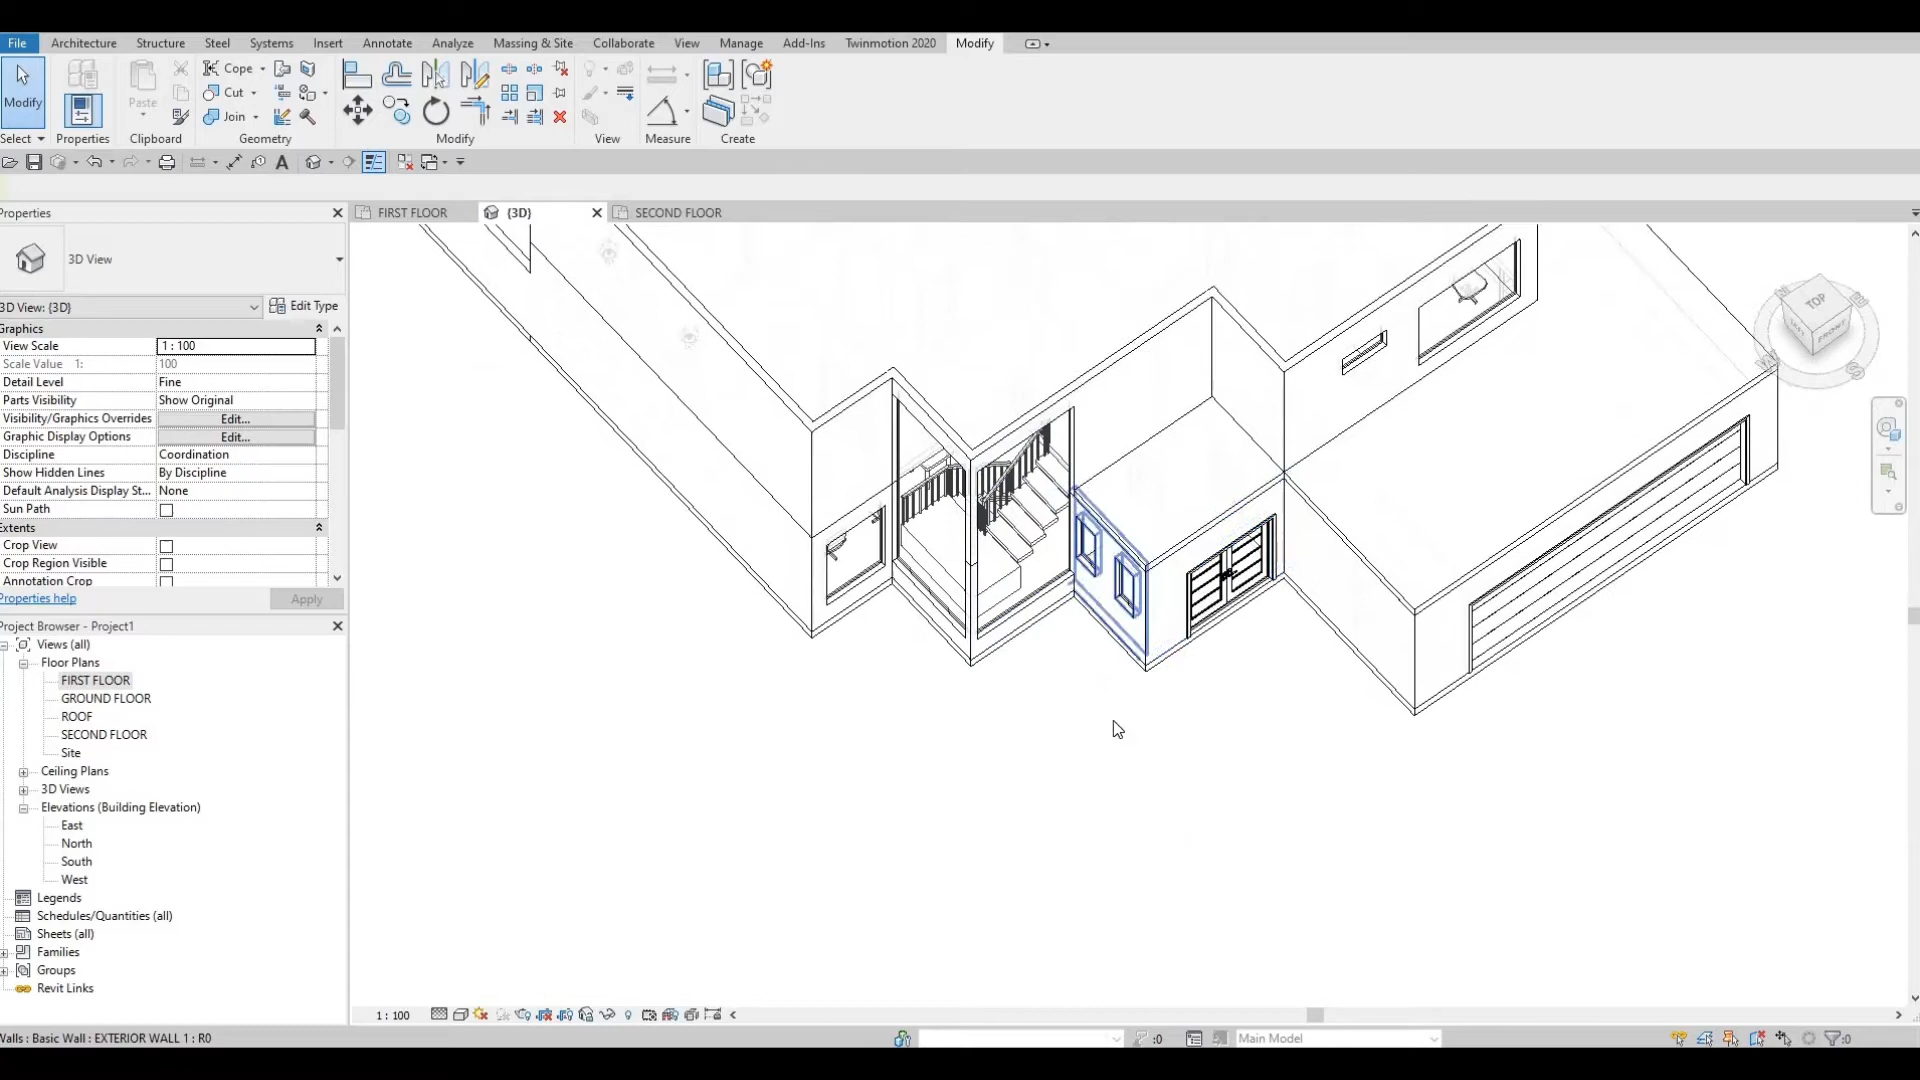 File Architecture Structure Steel Systems Insert Annotate Analyze Massing & Site Collaborate View Manage Add-Ins Twinmotion 2020 Modify
Modify
Paste
Cope
Cut
Join
Select Properties Clipboard Geometry Modify View Measure Create
A
Properties
FIRST FLOOR {3D} SECOND FLOOR
3D View
3D View: {3D} Edit Type
Graphics
View Scale 1 : 100
Scale Value 1: 100
Detail Level Fine
Parts Visibility Show Original
Visibility/Graphics Overrides Edit...
Graphic Display Options Edit...
Discipline Coordination
Show Hidden Lines By Discipline
Default Analysis Display St... None
Sun Path
Extents
Crop View
Crop Region Visible
Annotation Crop
Properties help Apply
Project Browser - Project1
Views (all)
Floor Plans
FIRST FLOOR
GROUND FLOOR
ROOF
SECOND FLOOR
Site
Ceiling Plans
3D Views
Elevations (Building Elevation)
East
North
South
West
Legends
Schedules/Quantities (all)
Sheets (all)
Families
Groups
Revit Links
TOP
FRONT
S
1 : 100
Walls : Basic Wall : EXTERIOR WALL 1 : R0
:0
Main Model
:0